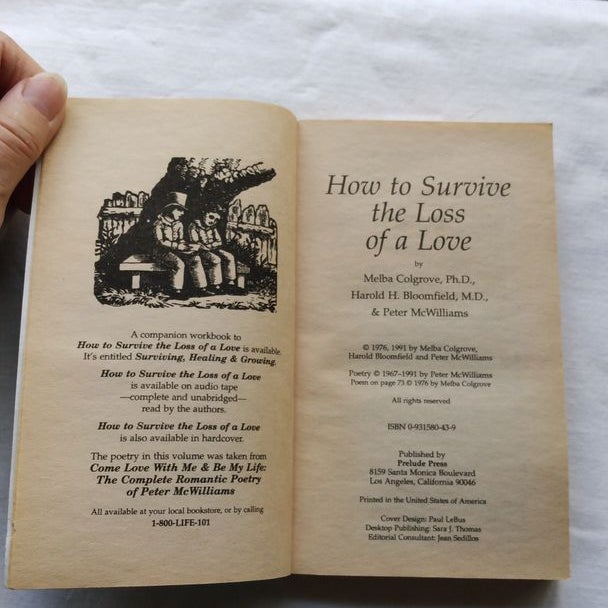 A companion workbook to
How to Survive the Loss of a Love is available.
It's entitled Surviving, Healing & Growing.
How to Survive the Loss of a Love
is available on audio tape
—complete and unabridged—
read by the authors.
How to Survive the Loss of a Love
is also available in hardcover.
The poetry in this volume was taken from
Come Love With Me & Be My Life:
The Complete Romantic Poetry
of Peter McWilliams
All available at your local bookstore, or by calling
1-800-LIFE-101
How to Survive
the Loss
of a Love
by
Melba Colgrove, Ph.D.,
Harold H. Bloomfield, M.D.,
& Peter McWilliams
© 1976, 1991 by Melba Colgrove,
Harold Bloomfield and Peter McWilliams
Poetry © 1967-1991 by Peter McWilliams
Poem on page 73 © 1976 by Melba Colgrove
All rights reserved
ISBN 0-931580-43-9
Published by
Prelude Press
8159 Santa Monica Boulevard
Los Angeles, California 90046
Printed in the United States of America
Cover Design: Paul LeBus
Desktop Publishing: Sara J. Thomas
Editorial Consultant: Jean Sedillos